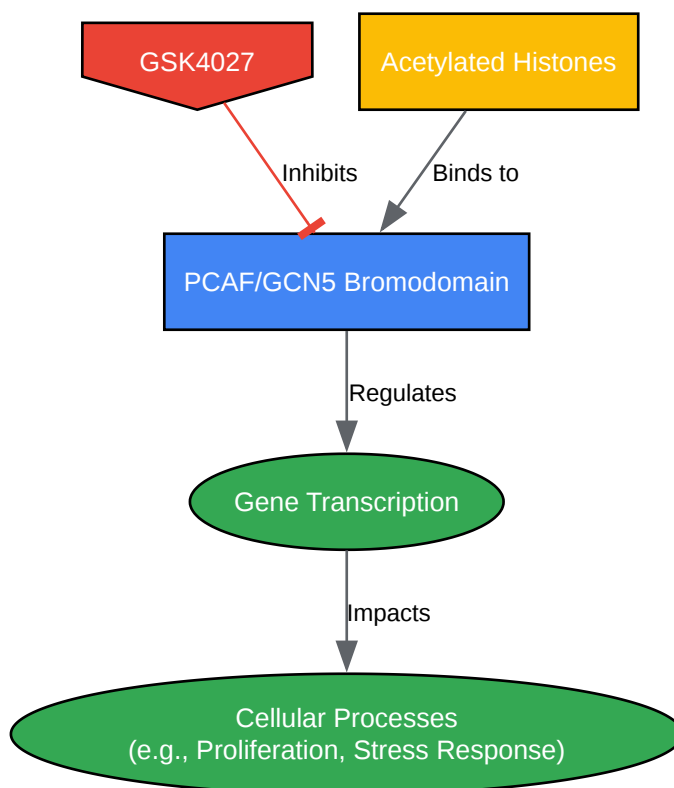 GSK4027
Acetylated Histones
Inhibits
Binds to
PCAF/GCN5 Bromodomain
Regulates
Gene Transcription
Impacts
Cellular Processes
(e.g., Proliferation, Stress Response)